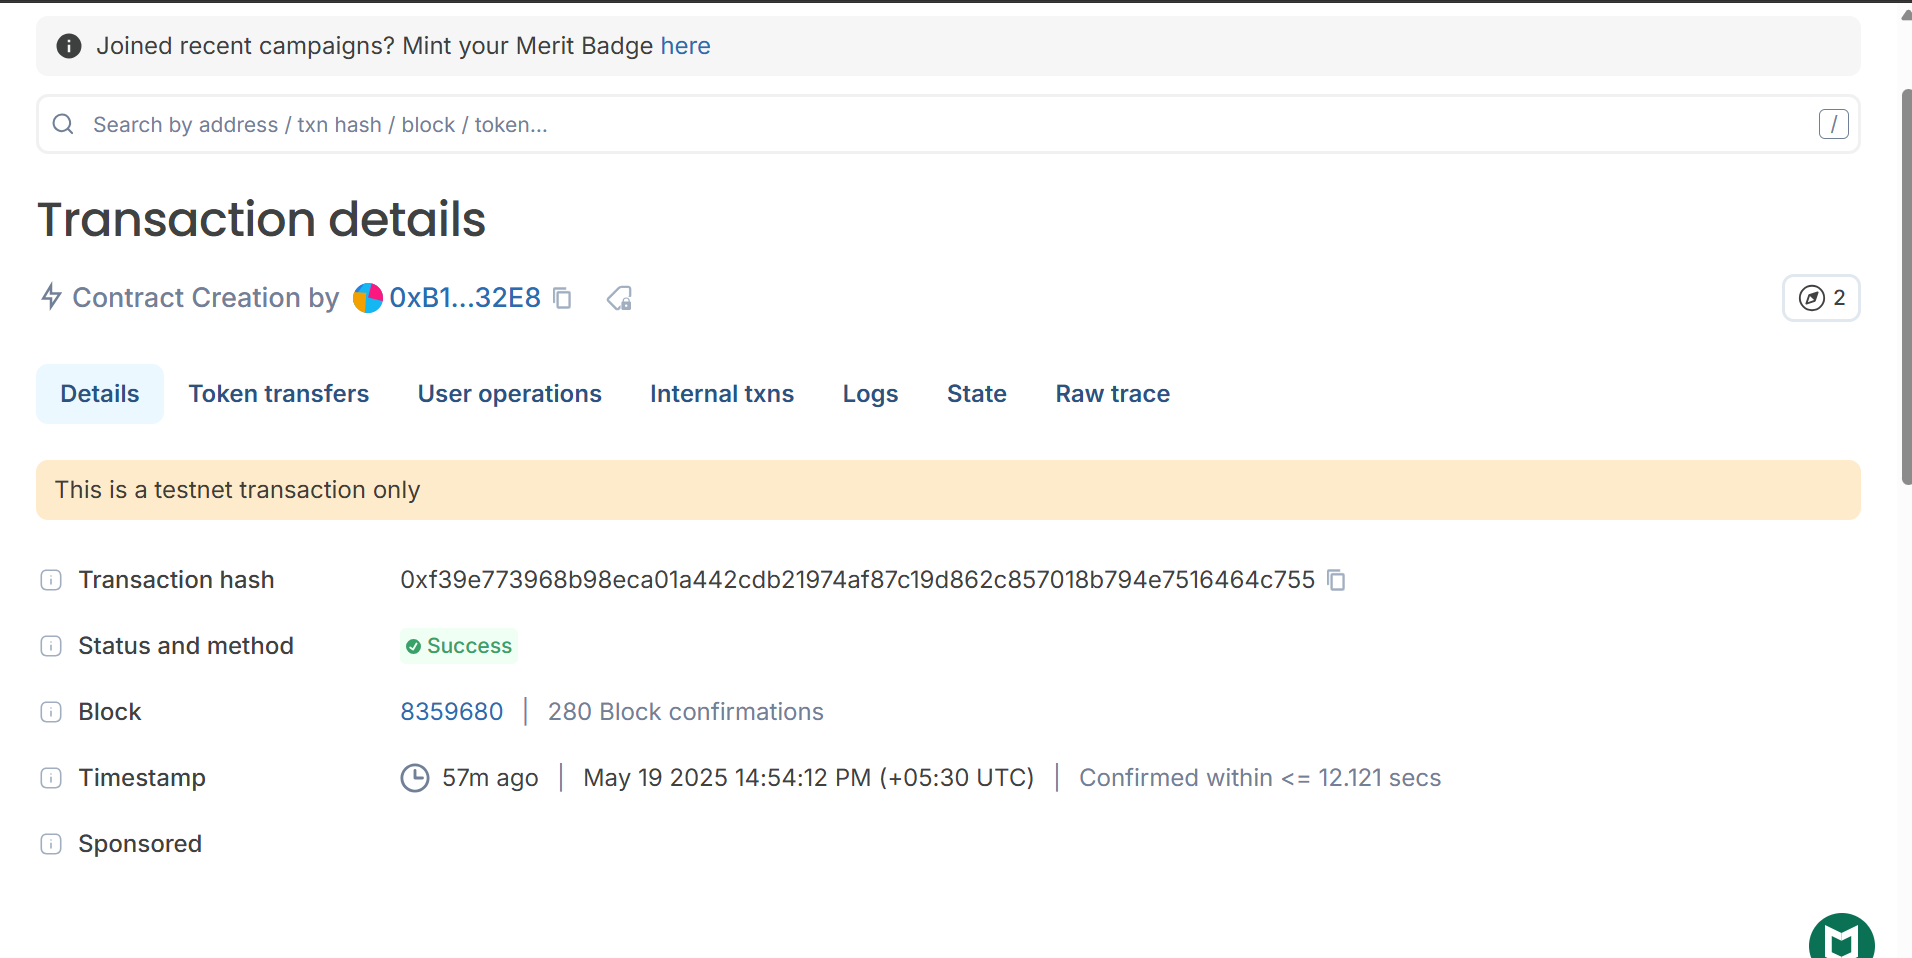 Joined recent campaigns? Mint your Merit Badge here
Search by address / txn hash / block / token... /
Transaction details
Contract Creation by 0xB1...32E8 2
Details Token transfers User operations Internal txns Logs State Raw trace
This is a testnet transaction only
Transaction hash 0xf39e773968b98eca01a442cdb21974af87c19d862c857018b794e7516464c755
Status and method Success
Block 8359680 | 280 Block confirmations
Timestamp 57m ago | May 19 2025 14:54:12 PM (+05:30 UTC) | Confirmed within <= 12.121 secs
Sponsored